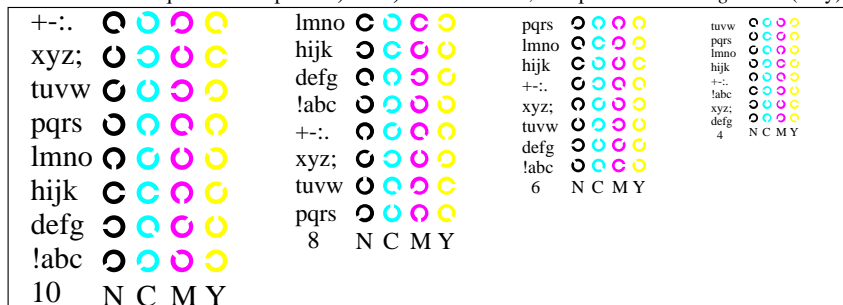 +-:.
xyz;
tuvw
pqrs
lmno
hijk
defg
!abc
10 N C M Y
lmno
hijk
defg
!abc
+-:.
xyz;
tuvw
pqrs
8 N C M Y
pqrs
lmno
hijk
+-:.
xyz;
tuvw
defg
!abc
6 N C M Y
tuvw
pqrs
lmno
hijk
+-:.
!abc
xyz;
defg
4 N C M Y